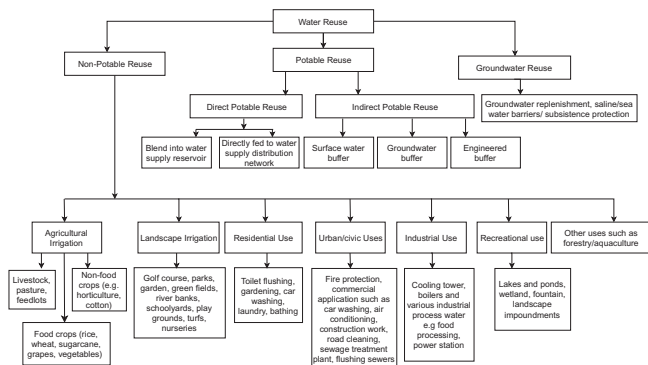 Water Reuse
Non-Potable Reuse
Potable Reuse
Groundwater Reuse
Direct Potable Reuse
Indirect Potable Reuse
Groundwater replenishment, saline/sea
water barriers/ subsistence protection
Blend into water
supply reservoir
Directly fed to water
supply distribution
network
Surface water
buffer
Groundwater
buffer
Engineered
buffer
Agricultural
Irrigation
Landscape Irrigation
Residential Use
Urban/civic Uses
Industrial Use
Recreational use
Other uses such as
forestry/aquaculture
Livestock,
pasture,
feedlots
Non-food
crops (e.g.
horticulture,
cotton)
Food crops (rice,
wheat, sugarcane,
grapes, vegetables)
Golf course, parks,
garden, green fields,
river banks,
schoolyards, play
grounds, turfs,
nurseries
Toilet flushing,
gardening, car
washing,
laundry, bathing
Fire protection,
commercial
application such as
car washing, air
conditioning,
construction work,
road cleaning,
sewage treatment
plant, flushing sewers
Cooling tower,
boilers and
various industrial
process water
e.g food
processing,
power station
Lakes and ponds,
wetland, fountain,
landscape
impoundments